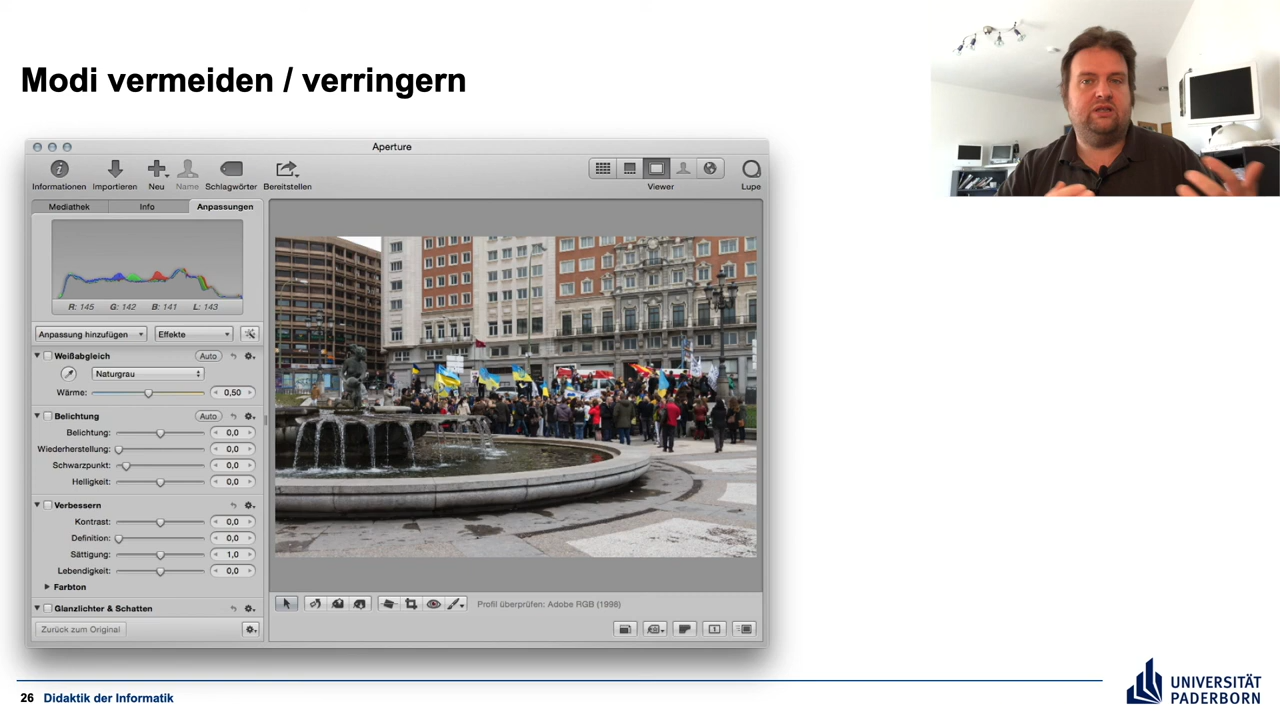 Modi vermeiden / verringern
Aperture
Informationen Importieren Neu Name Schlagwörter Bereitstellen Viewer Lupe
Mediathek Info Anpassungen
R: 145 G: 142 B: 141 L: 143
Anpassung hinzufügen Effekte
Weißabgleich Auto
Naturgrau
Wärme: 0,50
Belichtung Auto
Belichtung: 0,0
Wiederherstellung: 0,0
Schwarzpunkt: 0,0
Helligkeit: 0,0
Verbessern
Kontrast: 0,0
Definition: 0,0
Sättigung: 1,0
Lebendigkeit: 0,0
Farbton
Glanzlichter & Schatten
Zurück zum Original
Profil überprüfen: Adobe RGB (1998)
26 Didaktik der Informatik
UNIVERSITÄT
PADERBORN